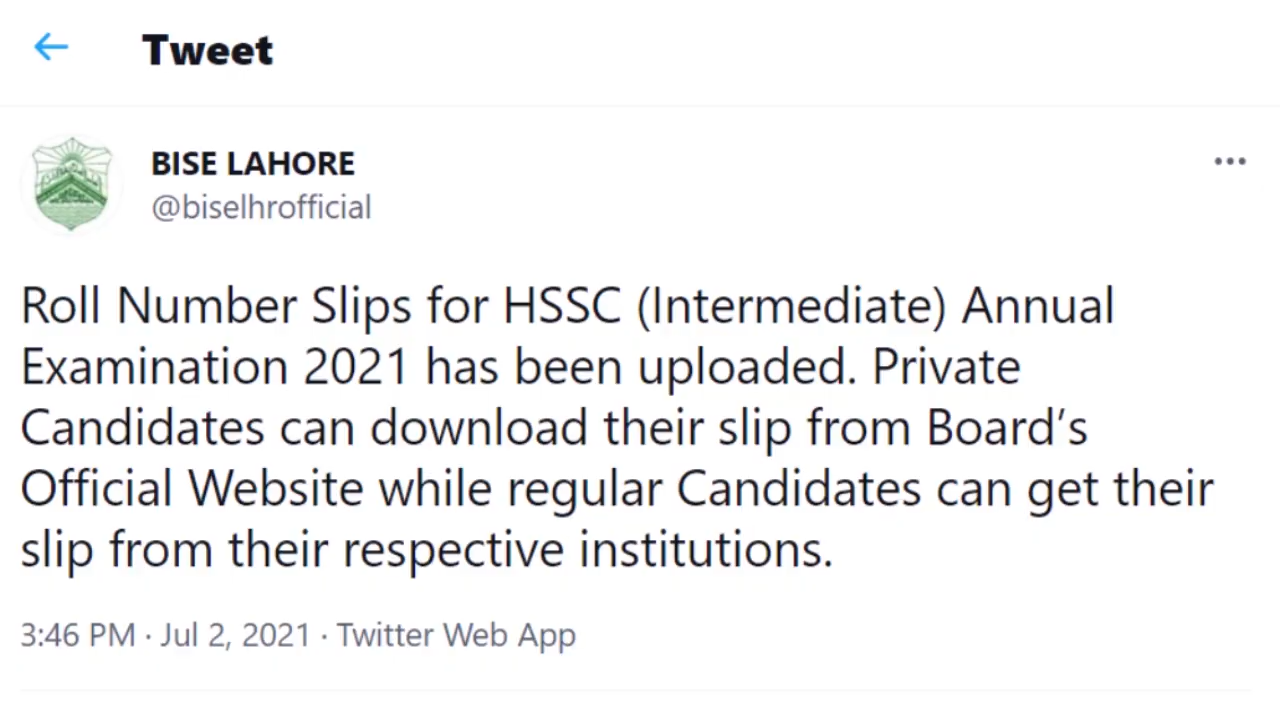 Tweet
BISE LAHORE
@biselhrofficial
Roll Number Slips for HSSC (Intermediate) Annual
Examination 2021 has been uploaded. Private
Candidates can download their slip from Board’s
Official Website while regular Candidates can get their
slip from their respective institutions.
3:46 PM · Jul 2, 2021 · Twitter Web App